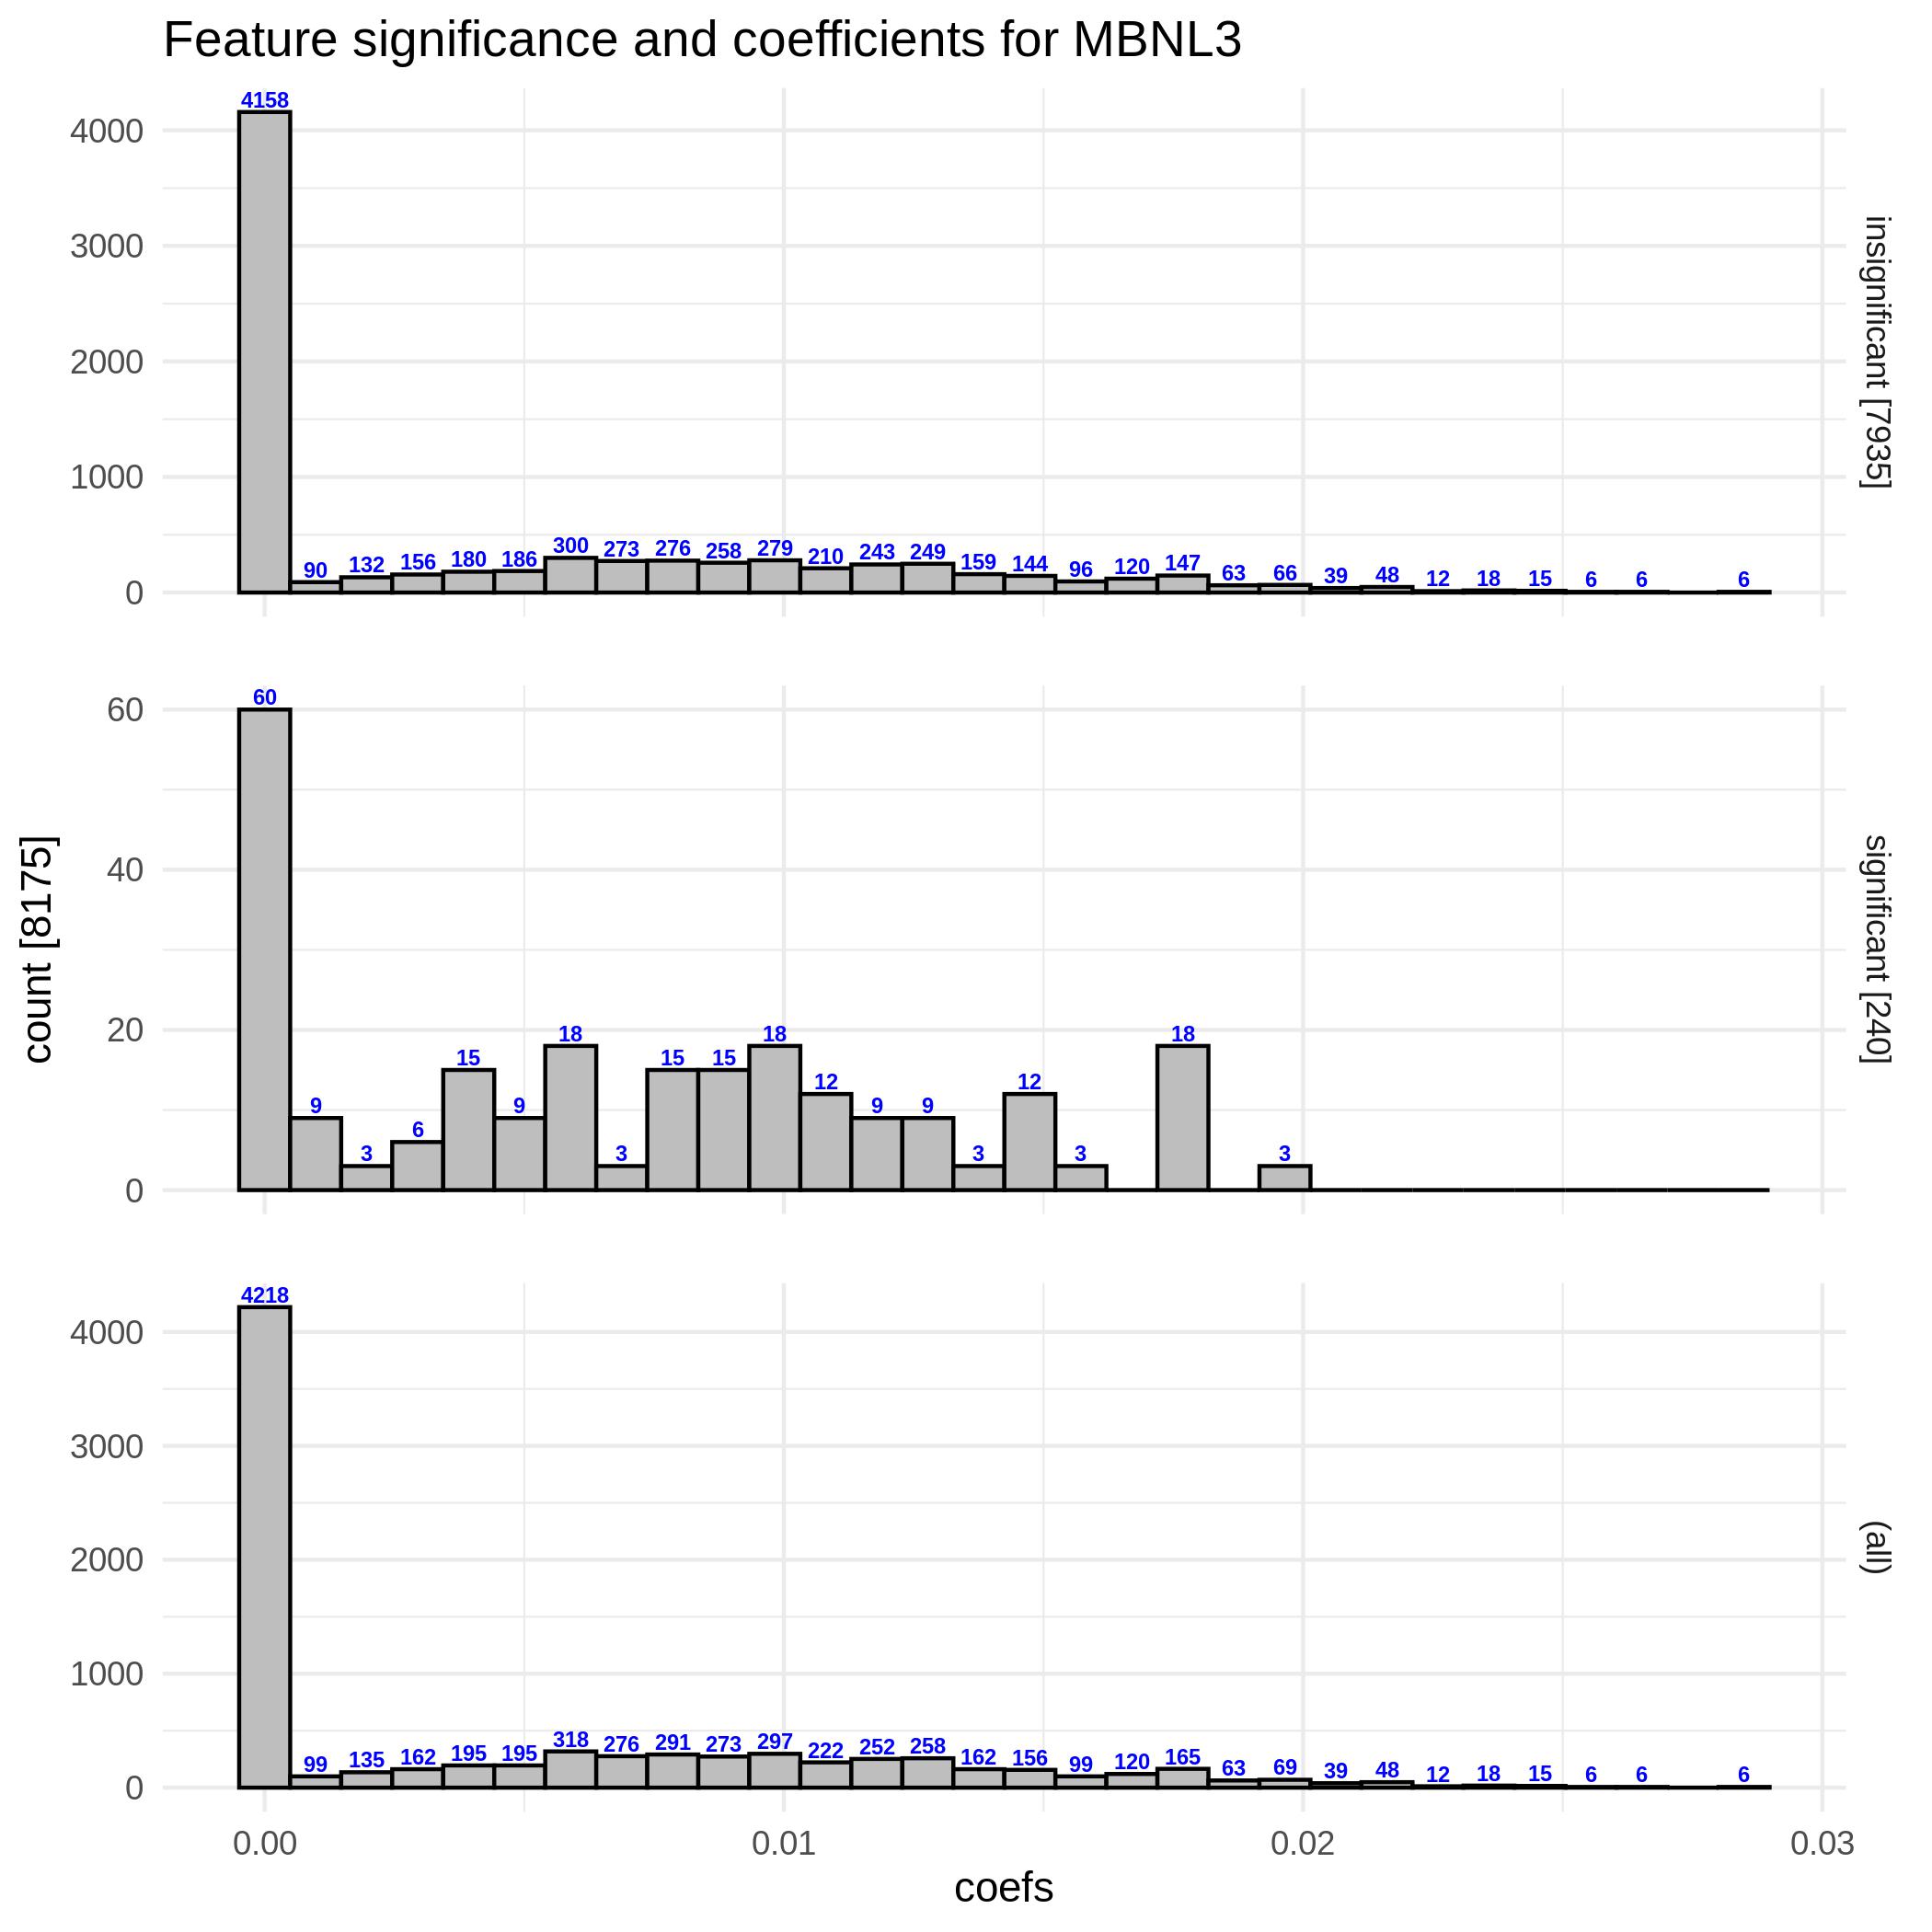 Feature significance and coefficients for MBNL3
4158
4000
3000
2000
1000
0
90 132 156 180 186 300 273 276 258 279 210 243 249 159 144 96 120 147 63 66 39 48 12 18 15 6 6 6
insignificant [7935]
60
60
40
20
0
9 3 6 15 9 18 3 15 15 18 12 9 9 3 12 3 18 3
significant [240]
count [8175]
4218
4000
3000
2000
1000
0
99 135 162 195 195 318 276 291 273 297 222 252 258 162 156 99 120 165 63 69 39 48 12 18 15 6 6 6
(all)
0.00 0.01 0.02 0.03
coefs